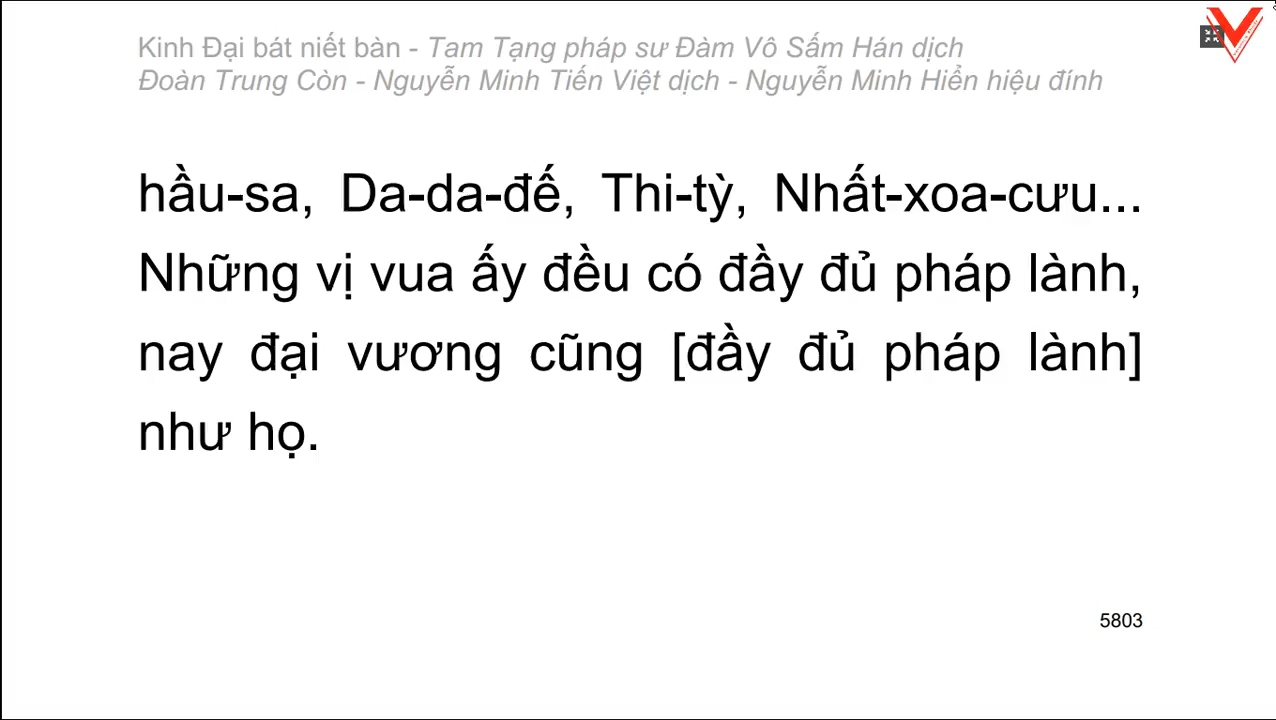 Kinh Đại bát niết bàn - Tam Tạng pháp sư Đàm Vô Sấm Hán dịch
Đoàn Trung Còn - Nguyễn Minh Tiến Việt dịch - Nguyễn Minh Hiển hiệu đính
hầu-sa, Da-da-đế, Thi-tỳ, Nhất-xoa-cưu...
Những vị vua ấy đều có đầy đủ pháp lành,
nay đại vương cũng [đầy đủ pháp lành]
như họ.
5803